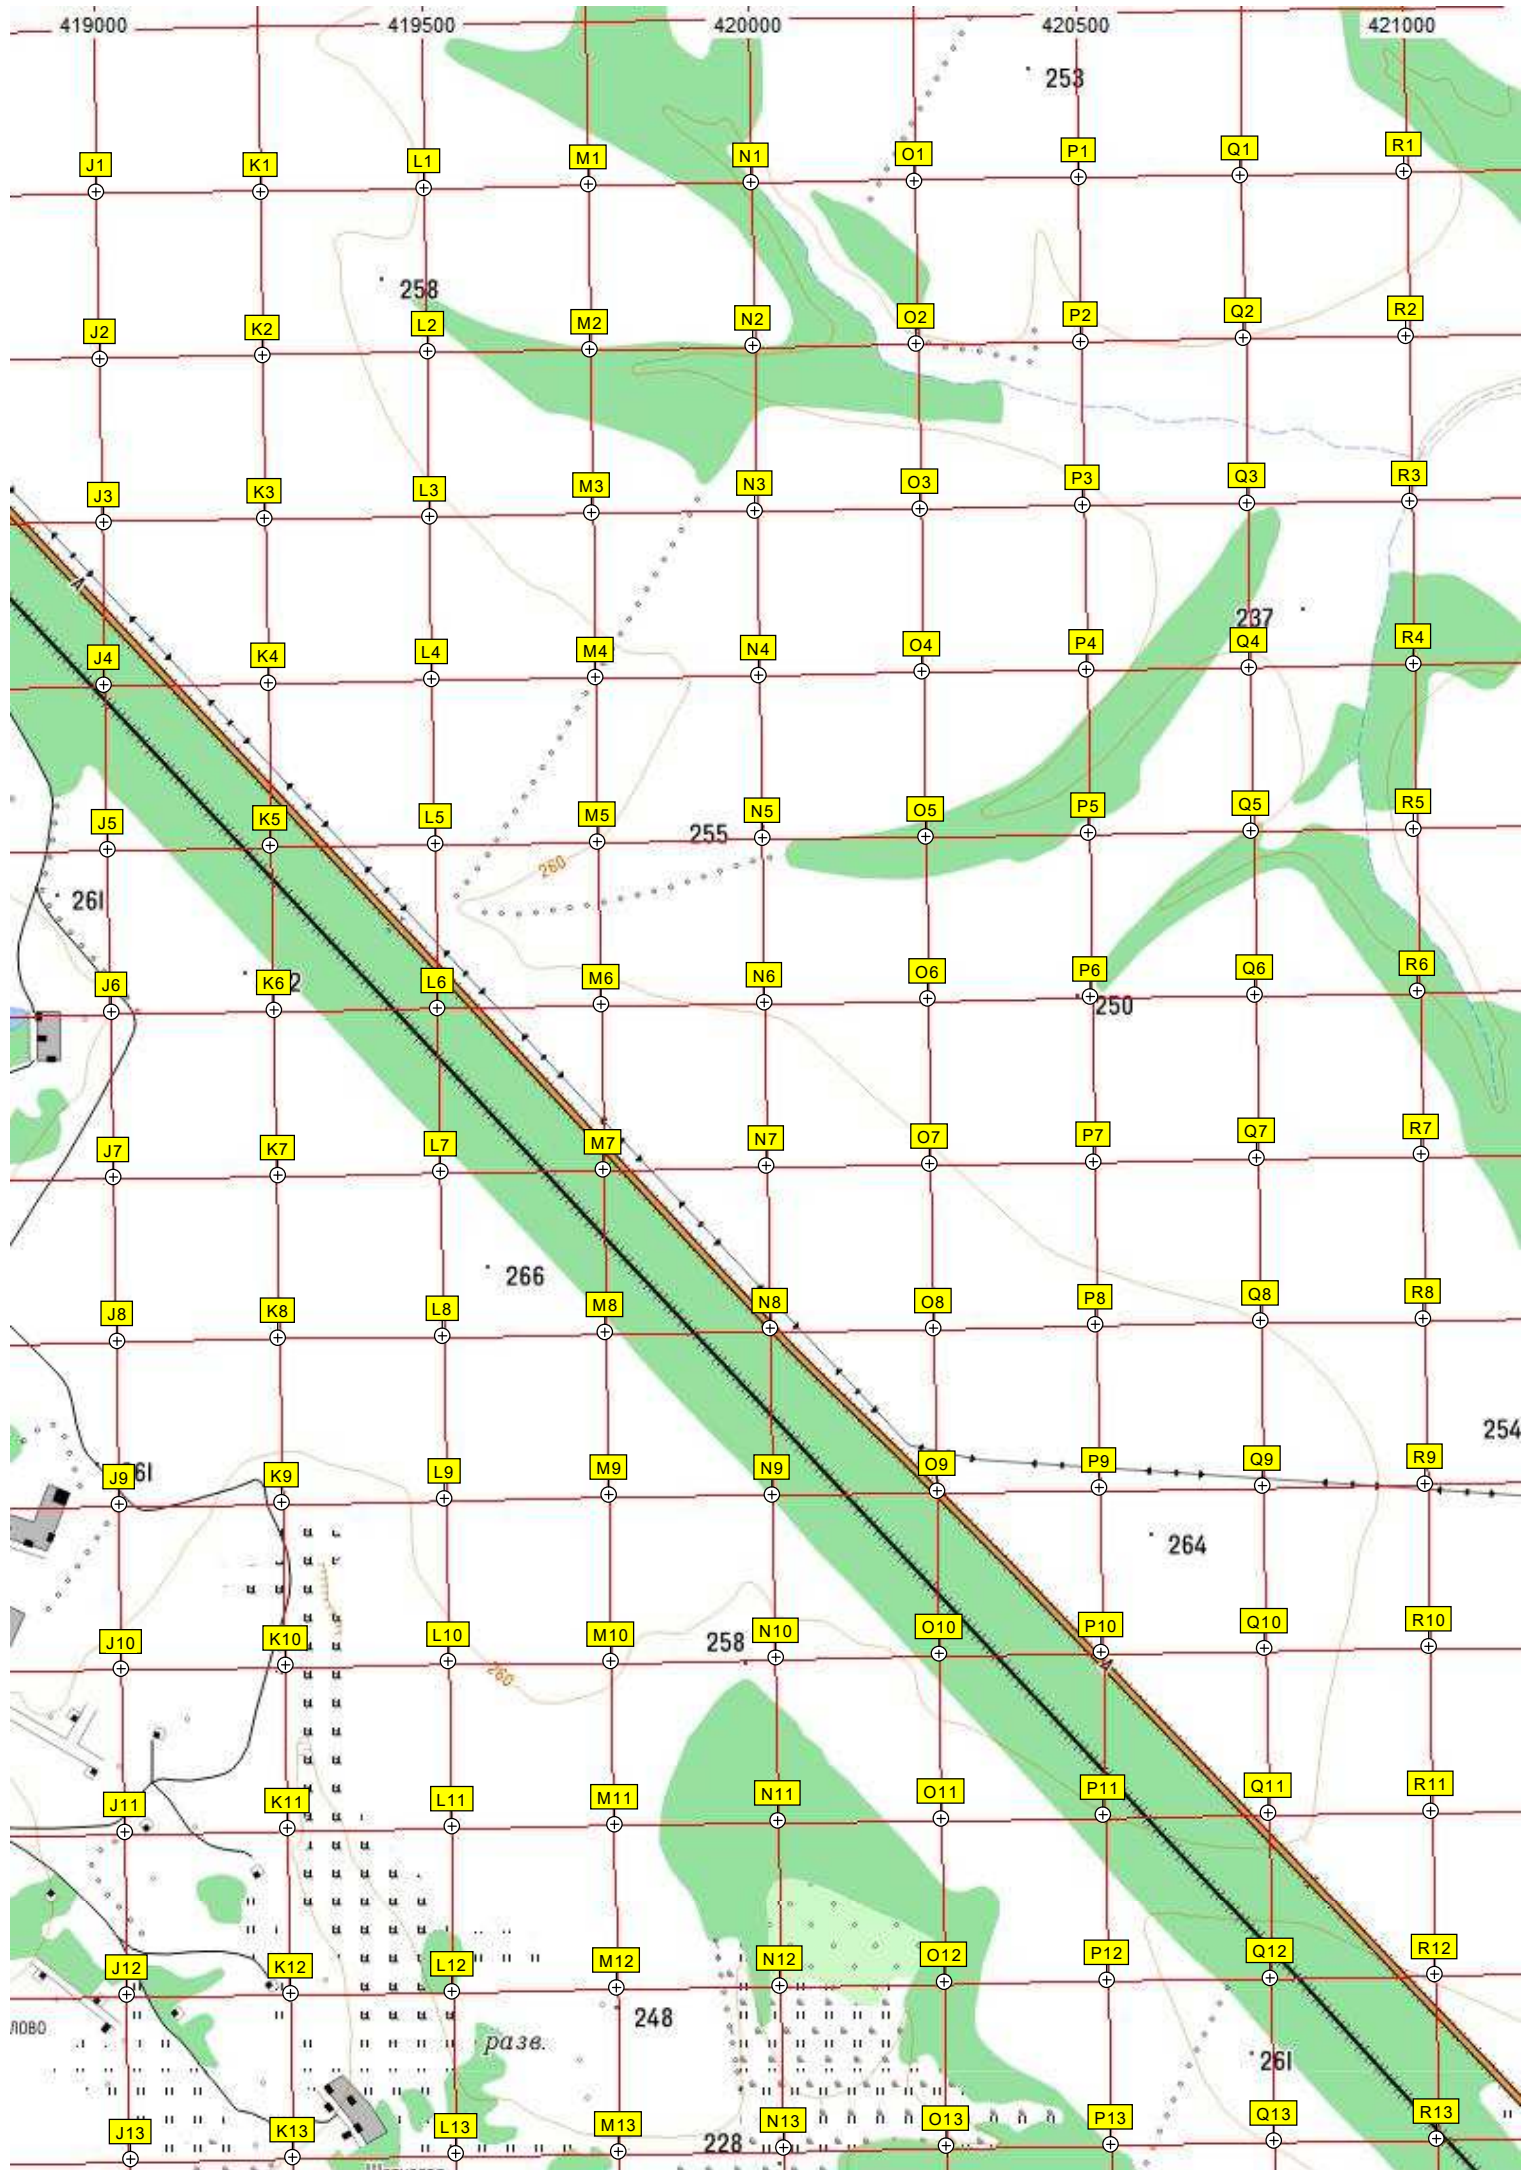 419000 419500 420000 420500 421000
253
J1 K1 L1 M1 N1 O1 P1 Q1 R1
258
J2 K2 L2 M2 N2 O2 P2 Q2 R2
J3 K3 L3 M3 N3 O3 P3 Q3 R3
A
237
J4 K4 L4 M4 N4 O4 P4 Q4 R4
J5 K5 L5 M5 N5 O5 P5 Q5 R5
255
260
261
J6 K6 L6 M6 N6 O6 P6 Q6 R6
2
250
J7 K7 L7 M7 N7 O7 P7 Q7 R7
266
J8 K8 L8 M8 N8 O8 P8 Q8 R8
254
J9 K9 L9 M9 N9 O9 P9 Q9 R9
61
264
J10 K10 L10 M10 N10 O10 P10 Q10 R10
258
260
A
J11 K11 L11 M11 N11 O11 P11 Q11 R11
J12 K12 L12 M12 N12 O12 P12 Q12 R12
248
лово
разв.
261
J13 K13 L13 M13 N13 O13 P13 Q13 R13
228